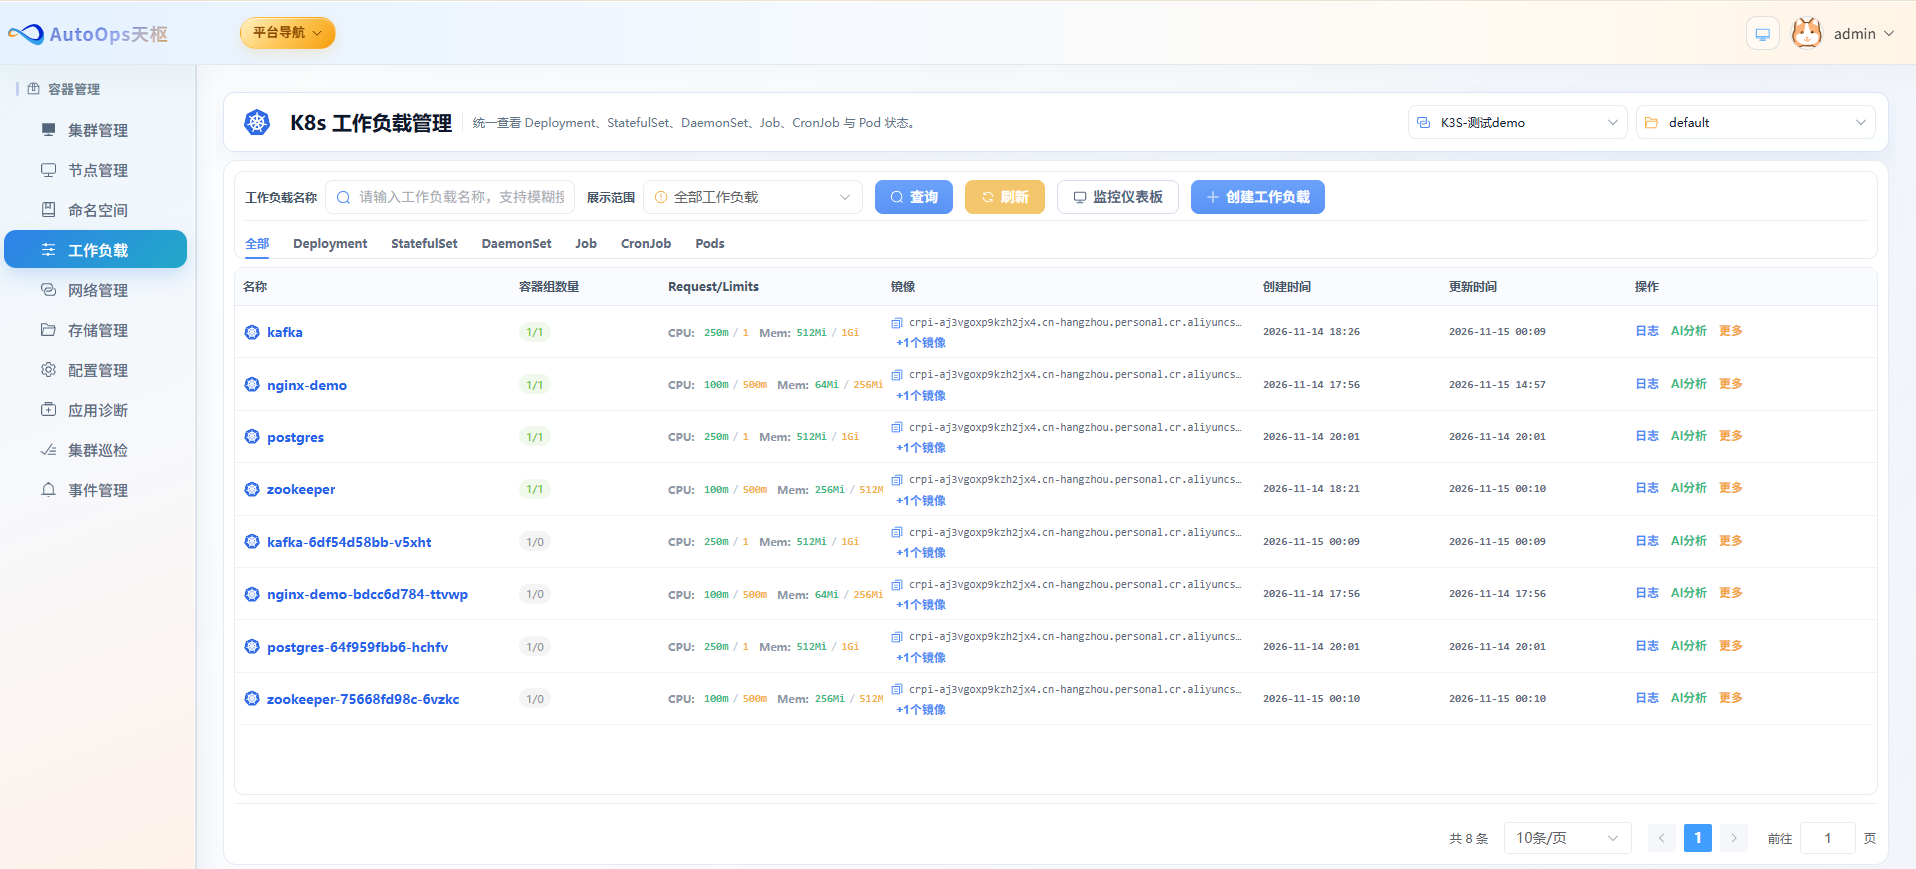 AutoOps天枢
平台导航
admin
容器管理
集群管理
节点管理
命名空间
工作负载
网络管理
存储管理
配置管理
应用诊断
集群巡检
事件管理
K8s 工作负载管理
统一查看 Deployment、StatefulSet、DaemonSet、Job、CronJob 与 Pod 状态。
K3S-测试demo
default
工作负载名称 请输入工作负载名称，支持模糊搜 展示范围 全部工作负载 查询 刷新 监控仪表板 创建工作负载
全部 Deployment StatefulSet DaemonSet Job CronJob Pods
名称 容器组数量 Request/Limits 镜像 创建时间 更新时间 操作
kafka 1/1 CPU: 250m / 1 Mem: 512Mi / 1Gi crpi-aj3vgoxp9kzh2jx4.cn-hangzhou.personal.cr.aliyuncs… 2026-11-14 18:26 2026-11-15 00:09 日志 AI分析 更多
+1个镜像
nginx-demo 1/1 CPU: 100m / 500m Mem: 64Mi / 256Mi crpi-aj3vgoxp9kzh2jx4.cn-hangzhou.personal.cr.aliyuncs… 2026-11-14 17:56 2026-11-15 14:57 日志 AI分析 更多
+1个镜像
postgres 1/1 CPU: 250m / 1 Mem: 512Mi / 1Gi crpi-aj3vgoxp9kzh2jx4.cn-hangzhou.personal.cr.aliyuncs… 2026-11-14 20:01 2026-11-14 20:01 日志 AI分析 更多
+1个镜像
zookeeper 1/1 CPU: 100m / 500m Mem: 256Mi / 512M crpi-aj3vgoxp9kzh2jx4.cn-hangzhou.personal.cr.aliyuncs… 2026-11-14 18:21 2026-11-15 00:10 日志 AI分析 更多
+1个镜像
kafka-6df54d58bb-v5xht 1/0 CPU: 250m / 1 Mem: 512Mi / 1Gi crpi-aj3vgoxp9kzh2jx4.cn-hangzhou.personal.cr.aliyuncs… 2026-11-15 00:09 2026-11-15 00:09 日志 AI分析 更多
+1个镜像
nginx-demo-bdcc6d784-ttvwp 1/0 CPU: 100m / 500m Mem: 64Mi / 256Mi crpi-aj3vgoxp9kzh2jx4.cn-hangzhou.personal.cr.aliyuncs… 2026-11-14 17:56 2026-11-14 17:56 日志 AI分析 更多
+1个镜像
postgres-64f959fbb6-hchfv 1/0 CPU: 250m / 1 Mem: 512Mi / 1Gi crpi-aj3vgoxp9kzh2jx4.cn-hangzhou.personal.cr.aliyuncs… 2026-11-14 20:01 2026-11-14 20:01 日志 AI分析 更多
+1个镜像
zookeeper-75668fd98c-6vzkc 1/0 CPU: 100m / 500m Mem: 256Mi / 512M crpi-aj3vgoxp9kzh2jx4.cn-hangzhou.personal.cr.aliyuncs… 2026-11-15 00:10 2026-11-15 00:10 日志 AI分析 更多
+1个镜像
共 8 条 10条/页 1 前往 1 页